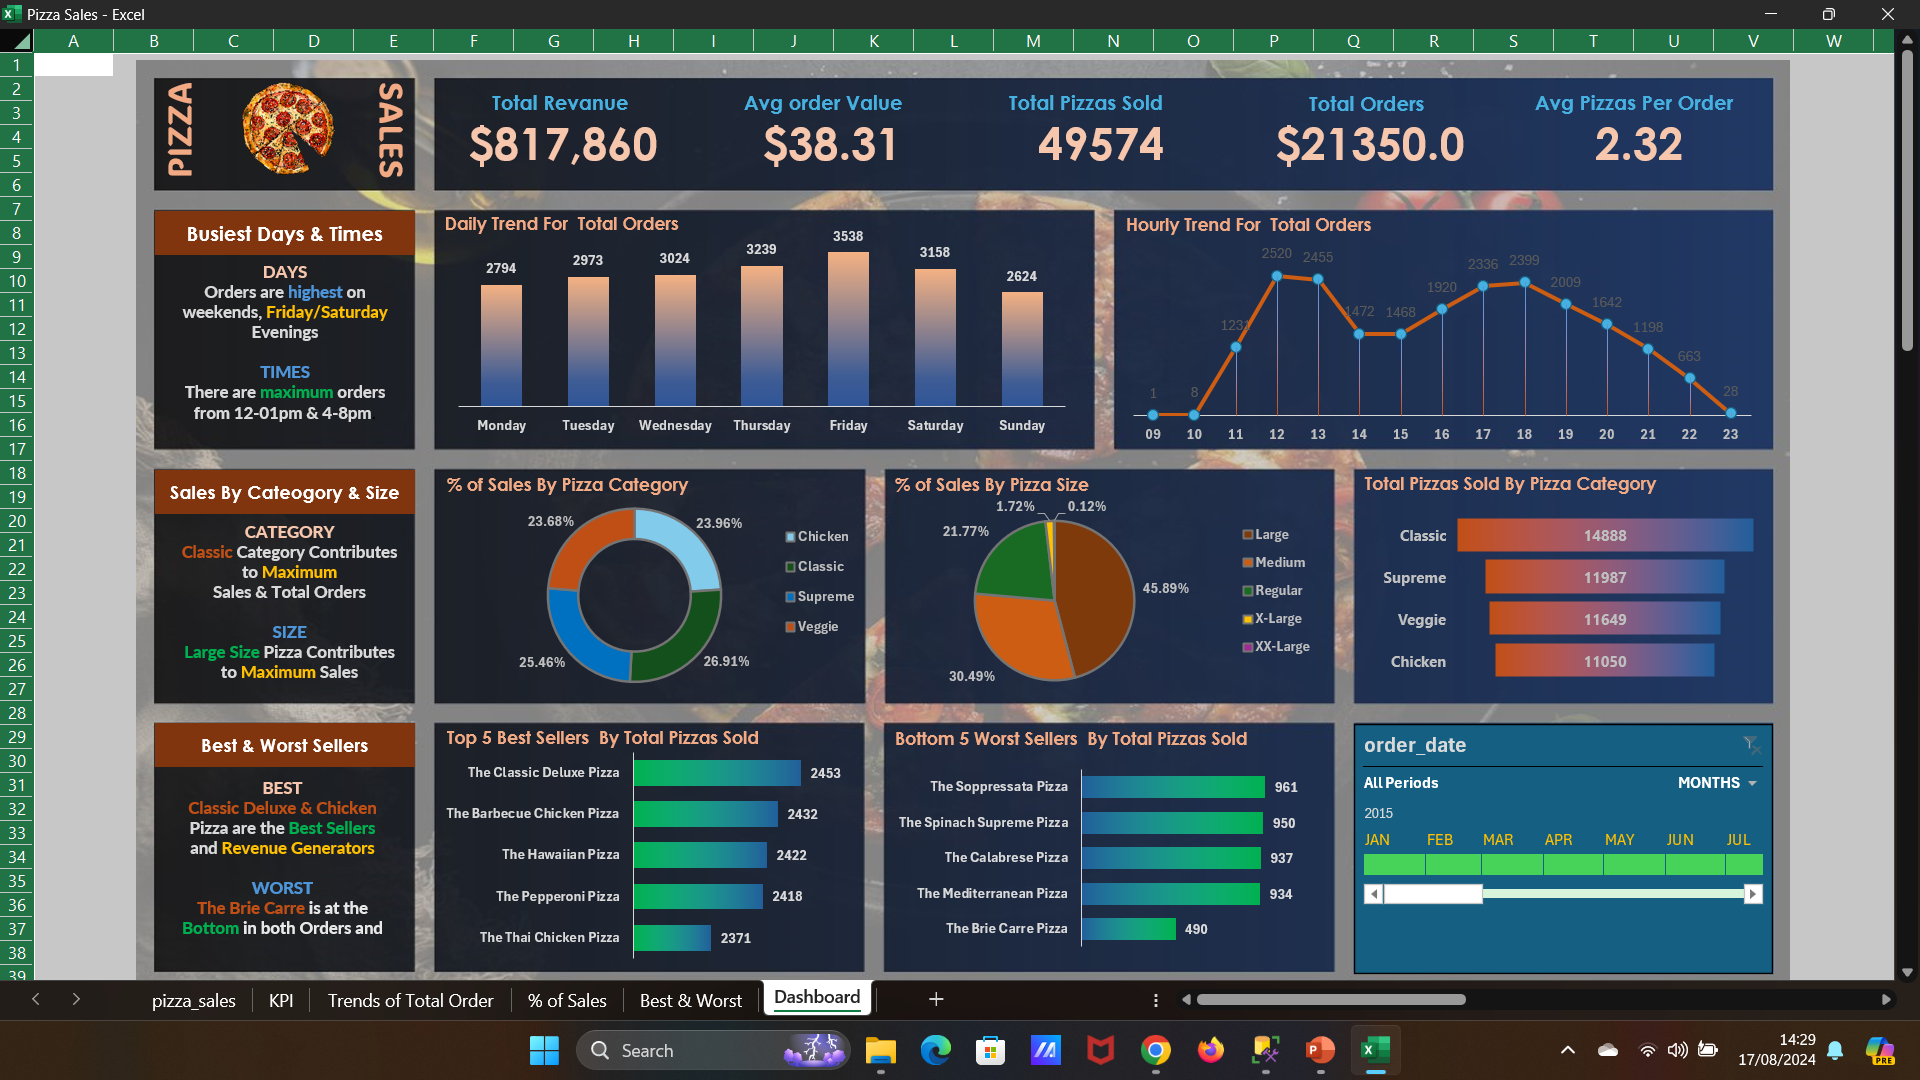 Pizza Sales - Excel
A B C D E F G H I J K L M N O P Q R S T U V W
1
2
3
4
5
6
7
8
9
10
11
12
13
14
15
16
17
18
19
20
21
22
23
24
25
26
27
28
29
30
31
32
33
34
35
36
37
38
39
PIZZA
SALES
Total Revanue
$817,860
Avg order Value
$38.31
Total Pizzas Sold
49574
Total Orders
$21350.0
Avg Pizzas Per Order
2.32
Busiest Days & Times
DAYS
Orders are highest on
weekends, Friday/Saturday
Evenings
TIMES
There are maximum orders
from 12-01pm & 4-8pm
Daily Trend For Total Orders
2794 2973 3024 3239 3538 3158 2624
Monday Tuesday Wednesday Thursday Friday Saturday Sunday
Hourly Trend For Total Orders
1 8 1231 2520 2455 1472 1468 1920 2336 2399 2009 1642 1198 663 28
09 10 11 12 13 14 15 16 17 18 19 20 21 22 23
Sales By Cateogory & Size
CATEGORY
Classic Category Contributes
to Maximum
Sales & Total Orders
SIZE
Large Size Pizza Contributes
to Maximum Sales
% of Sales By Pizza Category
23.68%
23.96%
25.46%
26.91%
Chicken
Classic
Supreme
Veggie
% of Sales By Pizza Size
1.72%
0.12%
21.77%
45.89%
30.49%
Large
Medium
Regular
X-Large
XX-Large
Total Pizzas Sold By Pizza Category
Classic 14888
Supreme 11987
Veggie 11649
Chicken 11050
Best & Worst Sellers
BEST
Classic Deluxe & Chicken
Pizza are the Best Sellers
and Revenue Generators
WORST
The Brie Carre is at the
Bottom in both Orders and
Top 5 Best Sellers By Total Pizzas Sold
The Classic Deluxe Pizza 2453
The Barbecue Chicken Pizza 2432
The Hawaiian Pizza 2422
The Pepperoni Pizza 2418
The Thai Chicken Pizza 2371
Bottom 5 Worst Sellers By Total Pizzas Sold
The Soppressata Pizza 961
The Spinach Supreme Pizza 950
The Calabrese Pizza 937
The Mediterranean Pizza 934
The Brie Carre Pizza 490
order_date
All Periods MONTHS
2015
JAN FEB MAR APR MAY JUN JUL
pizza_sales KPI Trends of Total Order % of Sales Best & Worst Dashboard
Search
14:29
17/08/2024
PRE